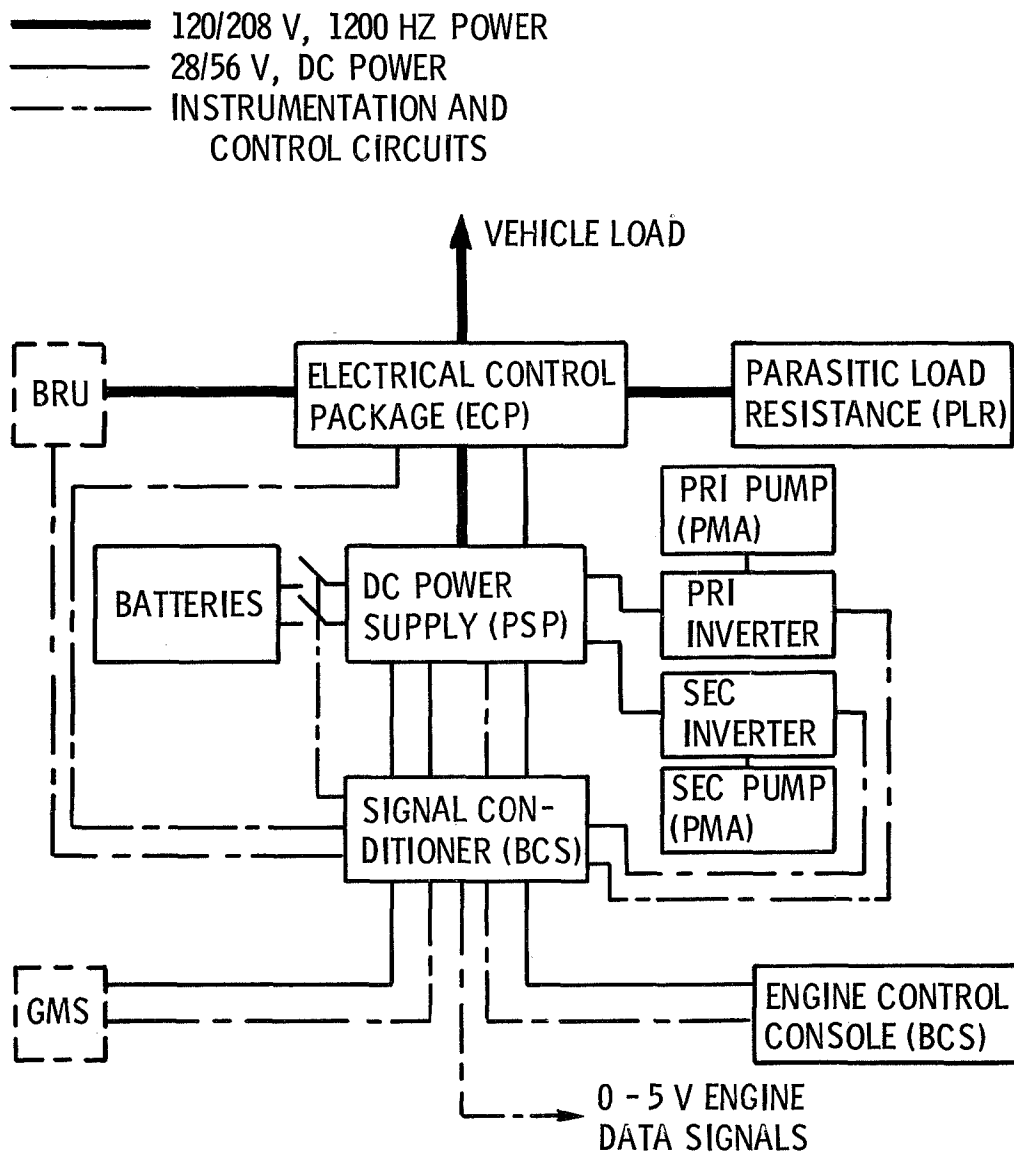 120/208 V, 1200 HZ POWER
28/56 V, DC POWER
INSTRUMENTATION AND
CONTROL CIRCUITS
VEHICLE LOAD
BRU
ELECTRICAL CONTROL
PACKAGE (ECP)
PARASITIC LOAD
RESISTANCE (PLR)
PRI PUMP
(PMA)
BATTERIES
DC POWER
SUPPLY (PSP)
PRI
INVERTER
SEC
INVERTER
SEC PUMP
(PMA)
SIGNAL CON-
DITIONER (BCS)
GMS
ENGINE CONTROL
CONSOLE (BCS)
0 - 5 V ENGINE
DATA SIGNALS